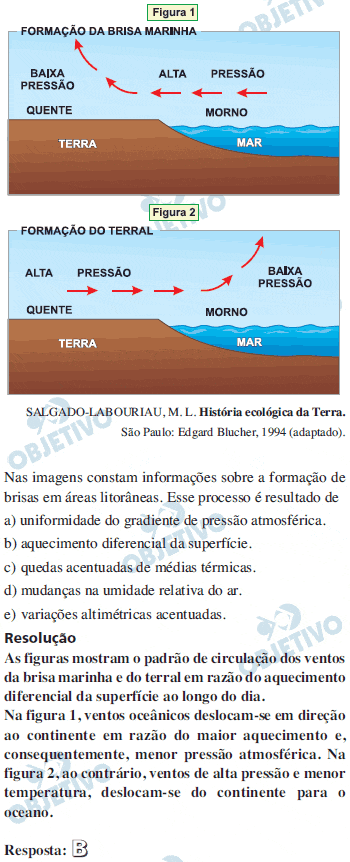 Figura 1
FORMAÇÃO DA BRISA MARINHA
BAIXA PRESSÃO
ALTA PRESSÃO
QUENTE
MORNO
TERRA
MAR
Figura 2
FORMAÇÃO DO TERRAL
ALTA PRESSÃO
BAIXA PRESSÃO
QUENTE
MORNO
TERRA
MAR
SALGADO-LABOURIAU, M. L. História ecológica da Terra.
São Paulo: Edgard Blucher, 1994 (adaptado).
Nas imagens constam informações sobre a formação de
brisas em áreas litorâneas. Esse processo é resultado de
a) uniformidade do gradiente de pressão atmosférica.
b) aquecimento diferencial da superfície.
c) quedas acentuadas de médias térmicas.
d) mudanças na umidade relativa do ar.
e) variações altimétricas acentuadas.
Resolução
As figuras mostram o padrão de circulação dos ventos
da brisa marinha e do terral em razão do aquecimento
diferencial da superfície ao longo do dia.
Na figura 1, ventos oceânicos deslocam-se em direção
ao continente em razão do maior aquecimento e,
consequentemente, menor pressão atmosférica. Na
figura 2, ao contrário, ventos de alta pressão e menor
temperatura, deslocam-se do continente para o
oceano.
Resposta: B
OBJETIVO
OBJETIVO
OBJETIVO
OBJETIVO
OBJETIVO
OBJETIVO